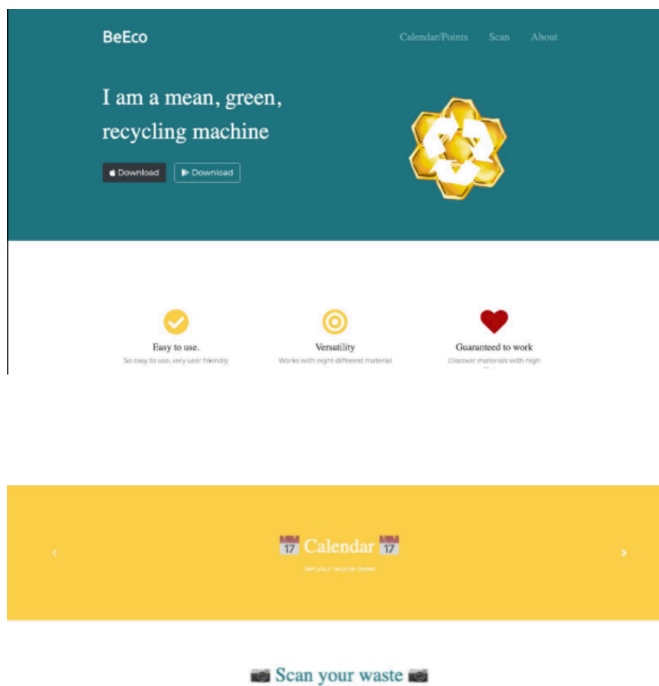 BeEco
Calendar/Points Scan About
I am a mean, green,
recycling machine
Download Download
Easy to use.
Versatility
Guaranteed to work
So easy to use, very user friendly
Works with eight different material
Discover materials with high
17 Calendar 17
Set your recycle dates
Scan your waste